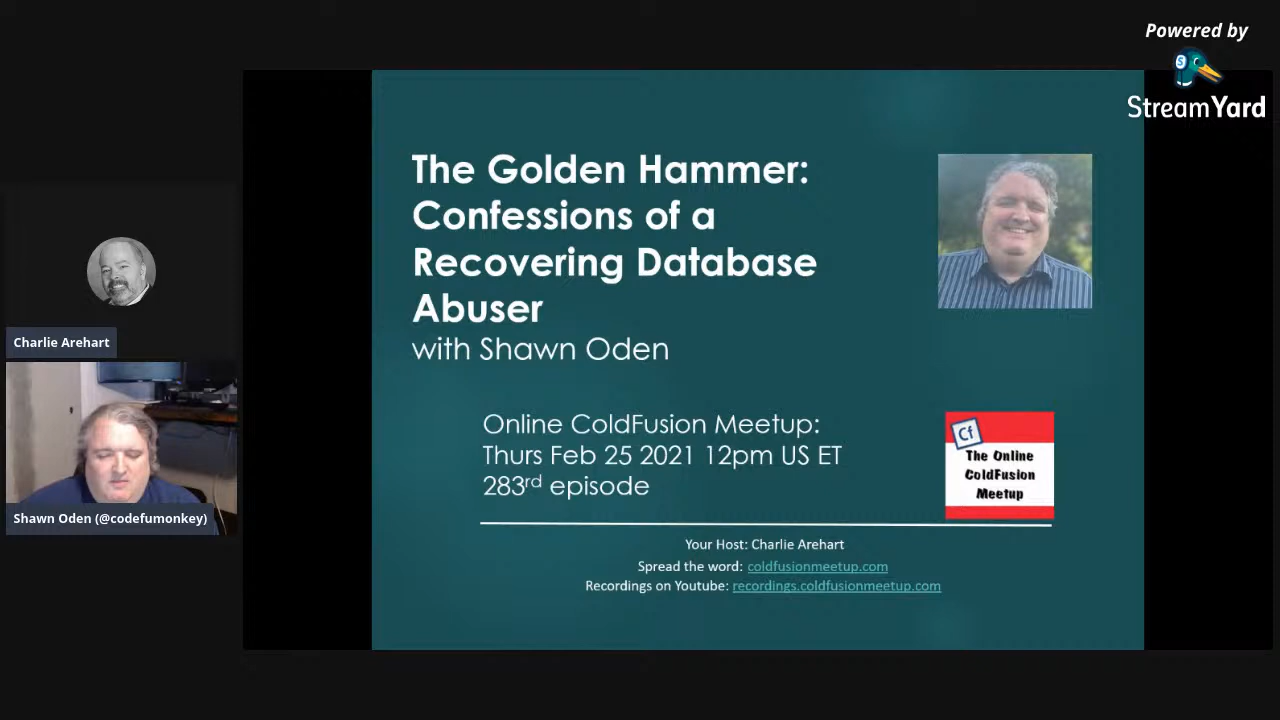 Powered by
StreamYard
The Golden Hammer:
Confessions of a
Recovering Database
Abuser
with Shawn Oden
Charlie Arehart
Shawn Oden (@codefumonkey)
Online ColdFusion Meetup:
Thurs Feb 25 2021 12pm US ET
283rd episode
Cf
The Online
ColdFusion
Meetup
Your Host: Charlie Arehart
Spread the word: coldfusionmeetup.com
Recordings on Youtube: recordings.coldfusionmeetup.com